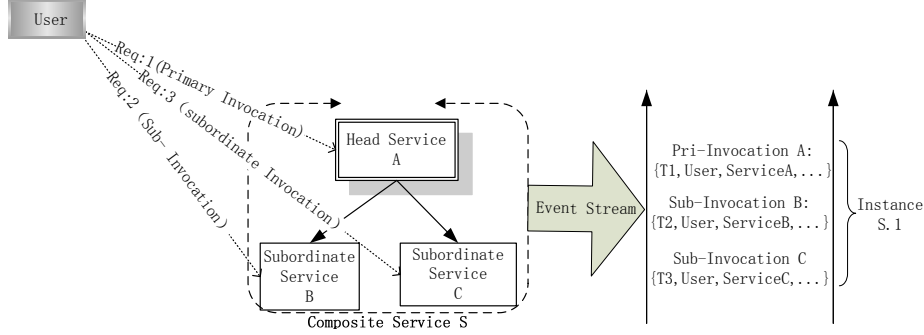 User
Req:1(Primary Invocation)
Req:3 (subordinate Invocation)
Req:2 (Sub- Invocation)
Head Service
A
Subordinate
Service
B
Subordinate
Service
C
Composite Service S
Event Stream
Pri-Invocation A:
{T1,User,ServiceA,...}
Sub-Invocation B:
{T2,User,ServiceB,...}
Sub-Invocation C
{T3,User,ServiceC,...}
Instance
S.1